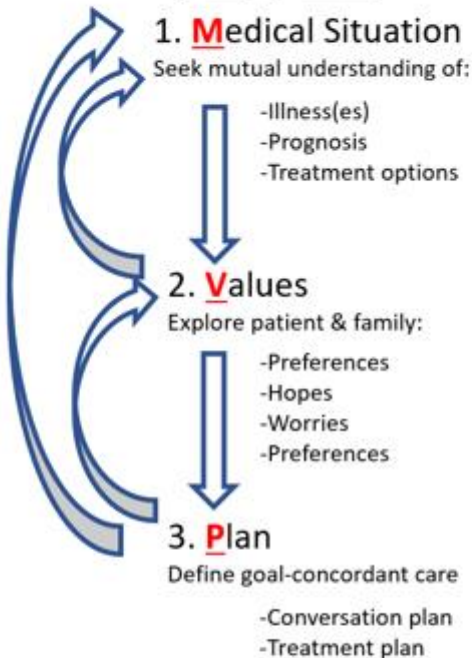 1. Medical Situation
Seek mutual understanding of:
-Illness(es)
-Prognosis
-Treatment options
2. Values
Explore patient & family:
-Preferences
-Hopes
-Worries
-Preferences
3. Plan
Define goal-concordant care
-Conversation plan
-Treatment plan